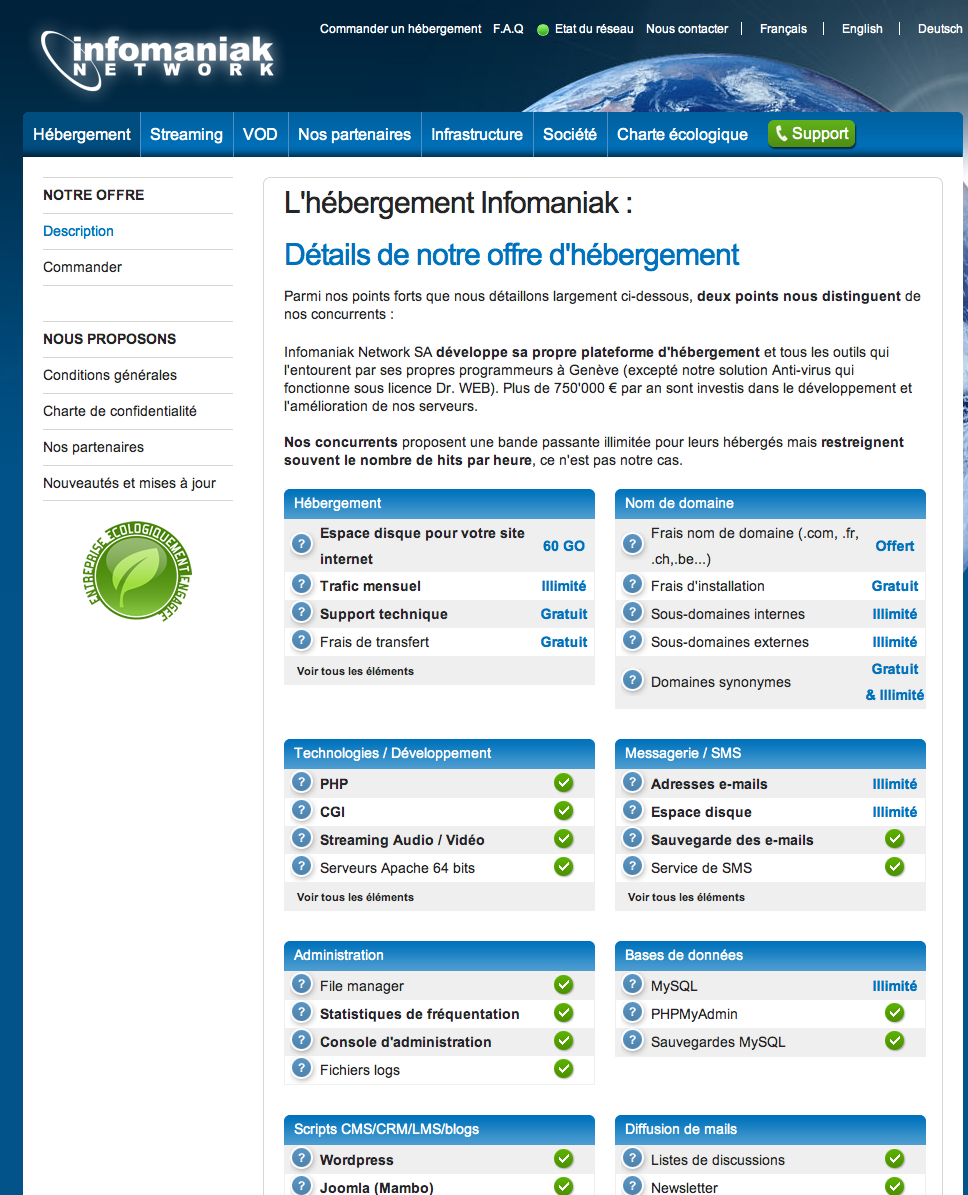 infomaniak
NETWORK
Commander un hébergement F.A.Q Etat du réseau Nous contacter Français English Deutsch
Hébergement Streaming VOD Nos partenaires Infrastructure Société Charte écologique Support
NOTRE OFFRE
Description
Commander
NOUS PROPOSONS
Conditions générales
Charte de confidentialité
Nos partenaires
Nouveautés et mises à jour
ENTREPRISE ECOLOGIQUEMENT ENGAGÉE
L'hébergement Infomaniak :
Détails de notre offre d'hébergement
Parmi nos points forts que nous détaillons largement ci-dessous, deux points nous distinguent de
nos concurrents :
Infomaniak Network SA développe sa propre plateforme d'hébergement et tous les outils qui
l'entourent par ses propres programmeurs à Genève (excepté notre solution Anti-virus qui
fonctionne sous licence Dr. WEB). Plus de 750'000 € par an sont investis dans le développement et
l'amélioration de nos serveurs.
Nos concurrents proposent une bande passante illimitée pour leurs hébergés mais restreignent
souvent le nombre de hits par heure, ce n'est pas notre cas.
Hébergement
? Espace disque pour votre site
internet 60 GO
? Trafic mensuel Illimité
? Support technique Gratuit
? Frais de transfert Gratuit
Voir tous les éléments
Nom de domaine
? Frais nom de domaine (.com, .fr,
.ch,.be...) Offert
? Frais d'installation Gratuit
? Sous-domaines internes Illimité
? Sous-domaines externes Illimité
? Domaines synonymes Gratuit
& Illimité
Technologies / Développement
? PHP
? CGI
? Streaming Audio / Vidéo
? Serveurs Apache 64 bits
Voir tous les éléments
Messagerie / SMS
? Adresses e-mails Illimité
? Espace disque Illimité
? Sauvegarde des e-mails
? Service de SMS
Voir tous les éléments
Administration
? File manager
? Statistiques de fréquentation
? Console d'administration
? Fichiers logs
Bases de données
? MySQL Illimité
? PHPMyAdmin
? Sauvegardes MySQL
Scripts CMS/CRM/LMS/blogs
? Wordpress
? Joomla (Mambo)
Diffusion de mails
? Listes de discussions
? Newsletter